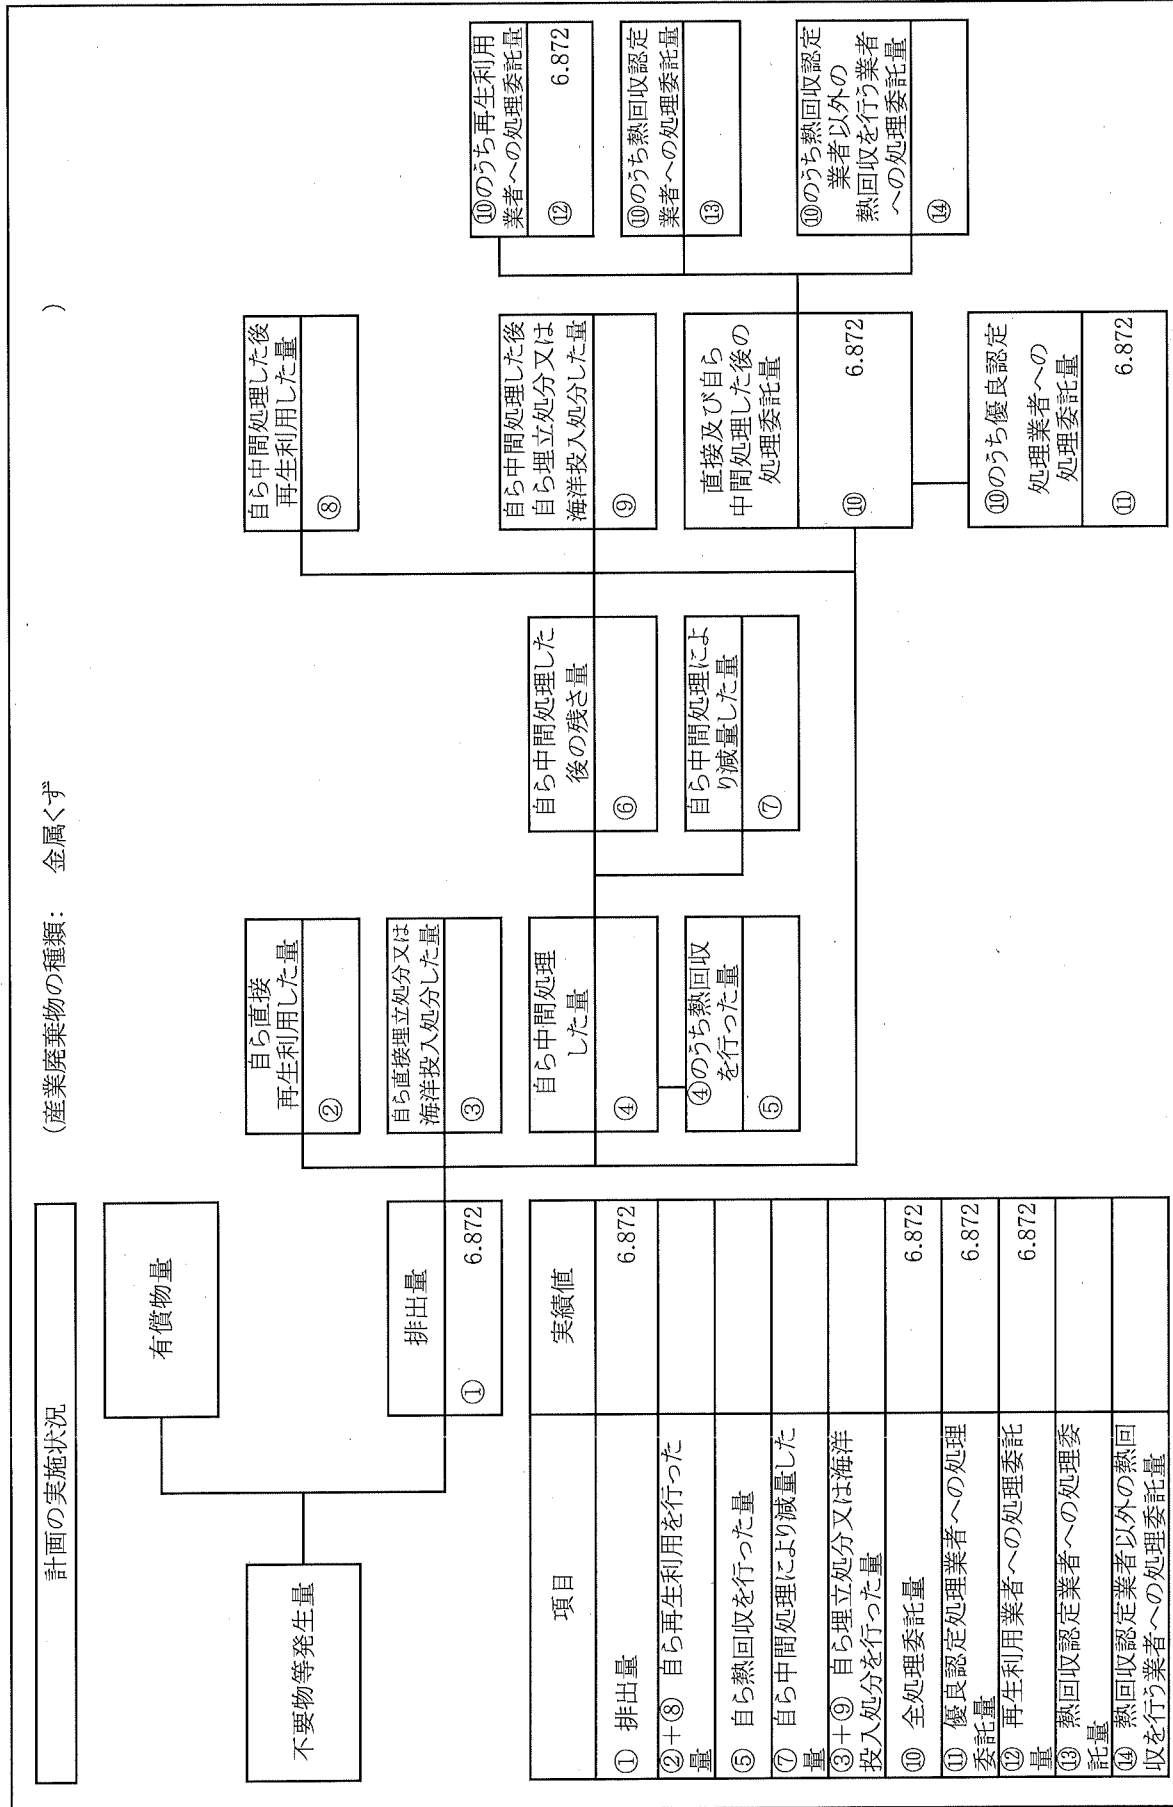 計画の実施状況
(産業廃棄物の種類： 金属くず )
不要物等発生量
有償物量
排出量
① 6.872
自ら直接
再生利用した量
②
自ら直接埋立処分又は
海洋投入処分した量
③
自ら中間処理
した量
④
④のうち熱回収
を行った量
⑤
自ら中間処理した
後の残さ量
⑥
自ら中間処理によ
り減量した量
⑦
自ら中間処理した後
再生利用した量
⑧
自ら中間処理した後
自ら埋立処分又は
海洋投入処分した量
⑨
直接及び自ら
中間処理した後の
処理委託量
⑩ 6.872
⑩のうち優良認定
処理業者への
処理委託量
⑪ 6.872
⑩のうち再生利用
業者への処理委託量
⑫ 6.872
⑩のうち熱回収認定
業者への処理委託量
⑬
⑩のうち熱回収認定
業者以外の
熱回収を行う業者
への処理委託量
⑭
項目 実績値
① 排出量 6.872
②＋⑧ 自ら再生利用を行った
量
⑤ 自ら熱回収を行った量
⑦ 自ら中間処理により減量した
量
③＋⑨ 自ら埋立処分又は海洋
投入処分を行った量
⑩ 全処理委託量 6.872
⑪ 優良認定処理業者への処理
委託量 6.872
⑫ 再生利用業者への処理委託
量 6.872
⑬ 熱回収認定業者への処理委
託量
⑭ 熱回収認定業者以外の熱回
収を行う業者への処理委託量